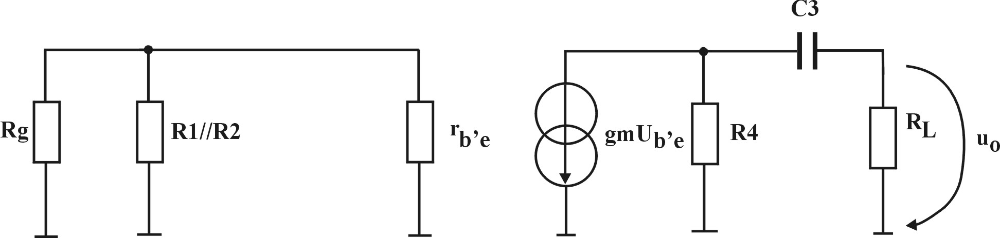 C3
Rg
R1//R2
rb’e
gmUb’e
R4
RL
uo